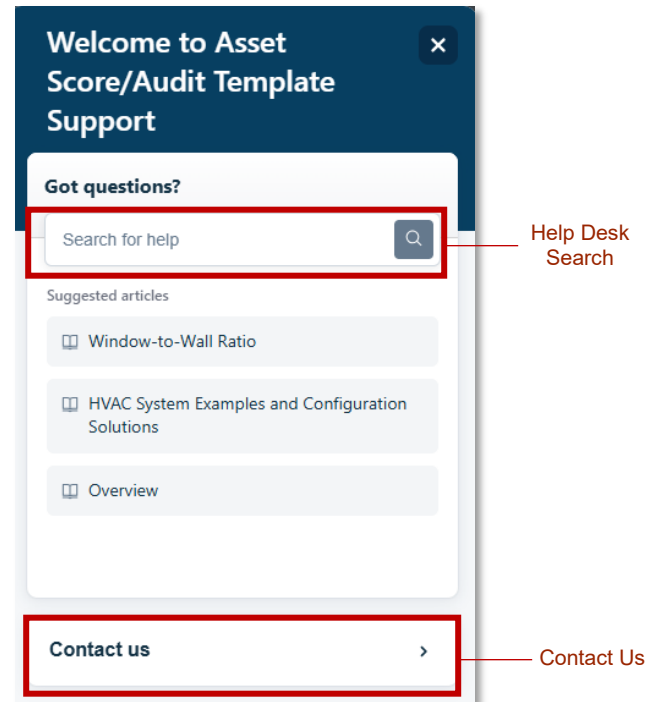 Welcome to Asset
Score/Audit Template
Support
Got questions?
Search for help
Help Desk
Search
Suggested articles
Window-to-Wall Ratio
HVAC System Examples and Configuration
Solutions
Overview
Contact us
Contact Us